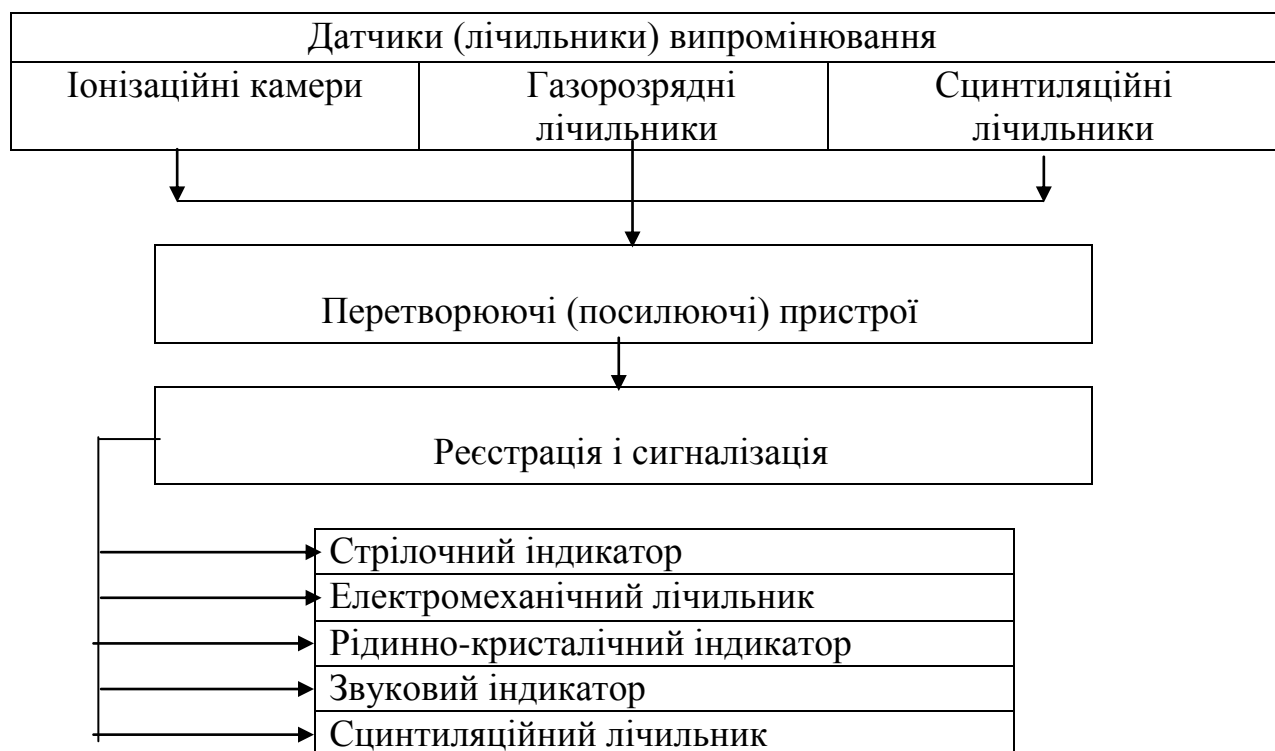 Датчики (лічильники) випромінювання
Іонізаційні камери
Газорозрядні
лічильники
Сцинтиляційні
лічильники
Перетворюючі (посилюючі) пристрої
Реєстрація і сигналізація
Стрілочний індикатор
Електромеханічний лічильник
Рідинно-кристалічний індикатор
Звуковий індикатор
Сцинтиляційний лічильник